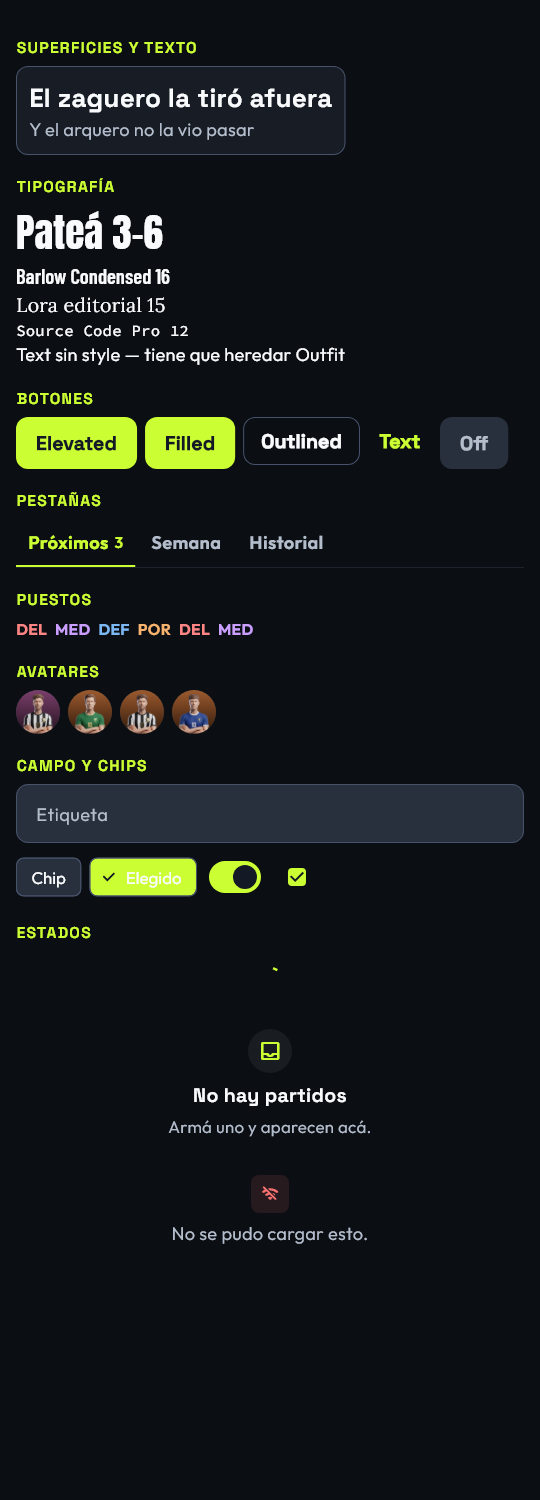 SUPERFICIES Y TEXTO
El zaguero la tiró afuera
Y el arquero no la vio pasar
TIPOGRAFÍA
Pateá 3-6
Barlow Condensed 16
Lora editorial 15
Source Code Pro 12
Text sin style — tiene que heredar Outfit
BOTONES
Elevated Filled Outlined Text Off
PESTAÑAS
Próximos 3 Semana Historial
PUESTOS
DEL MED DEF POR DEL MED
AVATARES
CAMPO Y CHIPS
Etiqueta
Chip Elegido
ESTADOS
No hay partidos
Armá uno y aparecen acá.
No se pudo cargar esto.